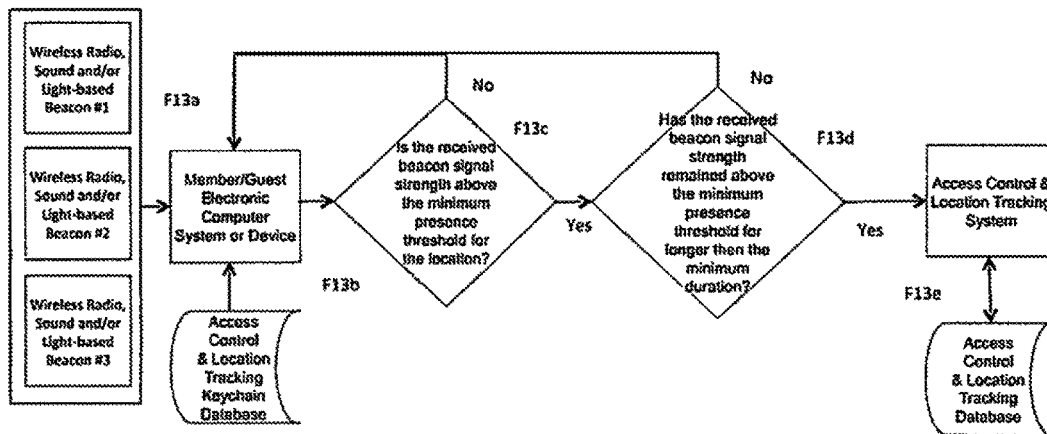 Wireless Radio,
Sound and/or
Light-based
Beacon #1
Wireless Radio,
Sound and/or
Light-based
Beacon #2
Wireless Radio,
Sound and/or
Light-based
Beacon #3
F13a
Member/Guest
Electronic
Computer
System or Device
F13b
Access
Control
& Location
Tracking
Keychain
Database
No
F13c
Is the received
beacon signal
strength above
the minimum
presence
threshold for
the location?
Yes
No
F13d
Has the received
beacon signal
strength
remained above
the minimum
presence
threshold for
longer then the
minimum
duration?
Yes
Access Control &
Location Tracking
System
F13e
Access
Control
& Location
Tracking
Database